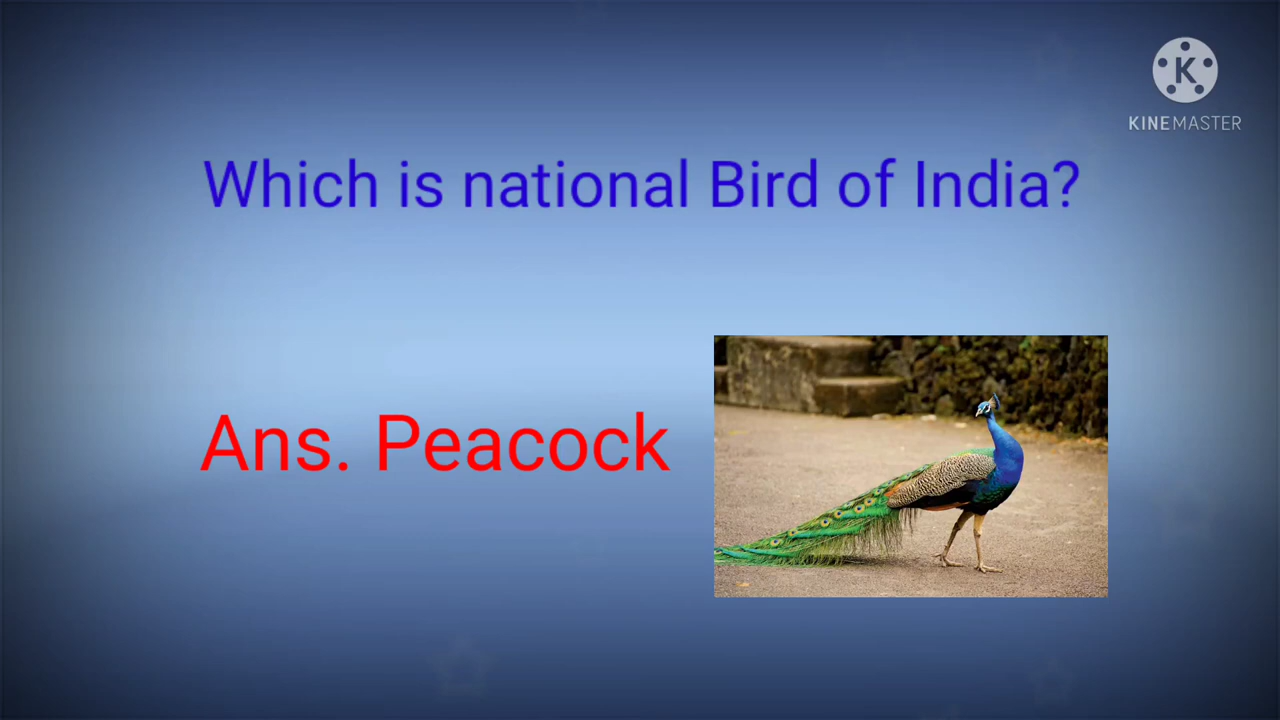 K
KINEMASTER
Which is national Bird of India?
Ans. Peacock